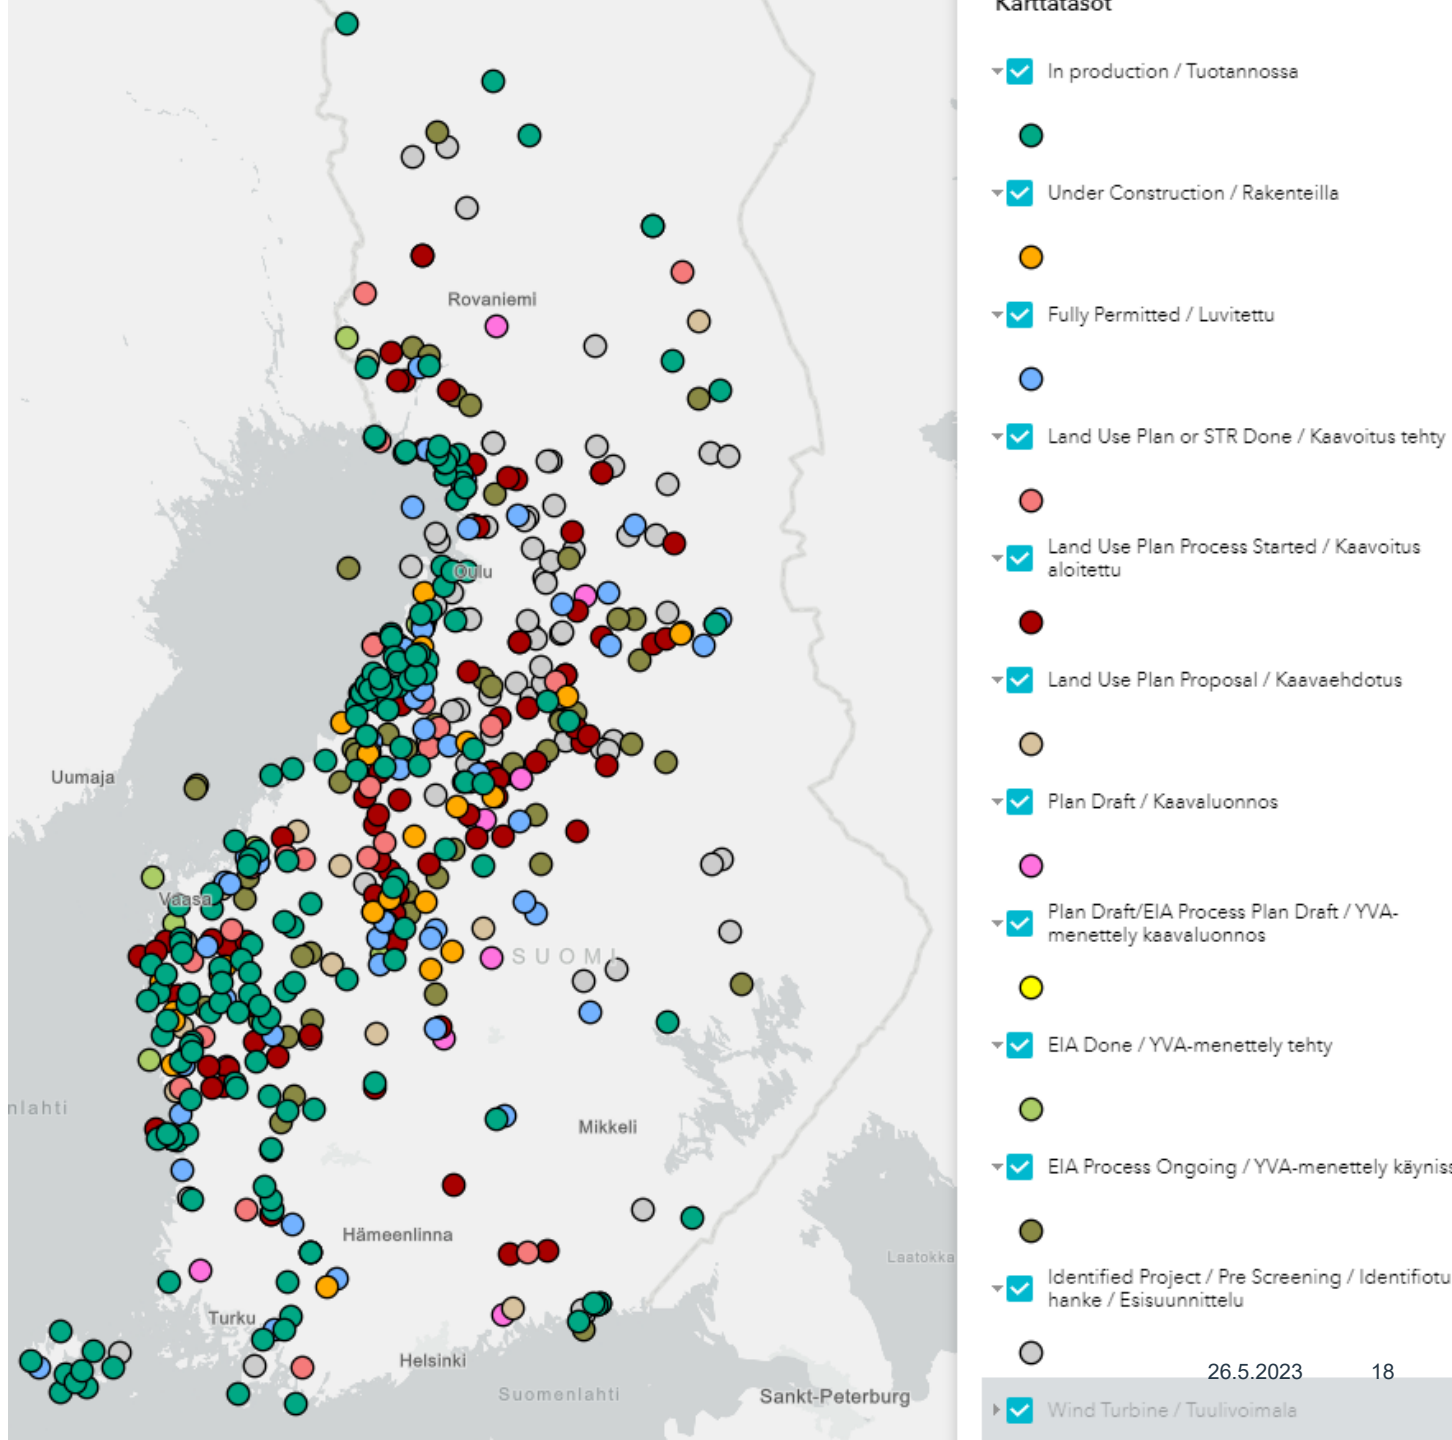 Karttatasot
In production / Tuotannossa
Under Construction / Rakenteilla
Fully Permitted / Luvitettu
Land Use Plan or STR Done / Kaavoitus tehty
Land Use Plan Process Started / Kaavoitus
aloitettu
Land Use Plan Proposal / Kaavaehdotus
Plan Draft / Kaavaluonnos
Plan Draft/EIA Process Plan Draft / YVA-
menettely kaavaluonnos
EIA Done / YVA-menettely tehty
EIA Process Ongoing / YVA-menettely käyniss
Identified Project / Pre Screening / Identifiotu
hanke / Esisuunnittelu
26.5.2023 18
Wind Turbine / Tuulivoimala
Rovaniemi
Oulu
Uumaja
Vaasa
SUOMI
nlahti
Mikkeli
Hämeenlinna
Laatokka
Turku
Helsinki
Suomenlahti
Sankt-Peterburg